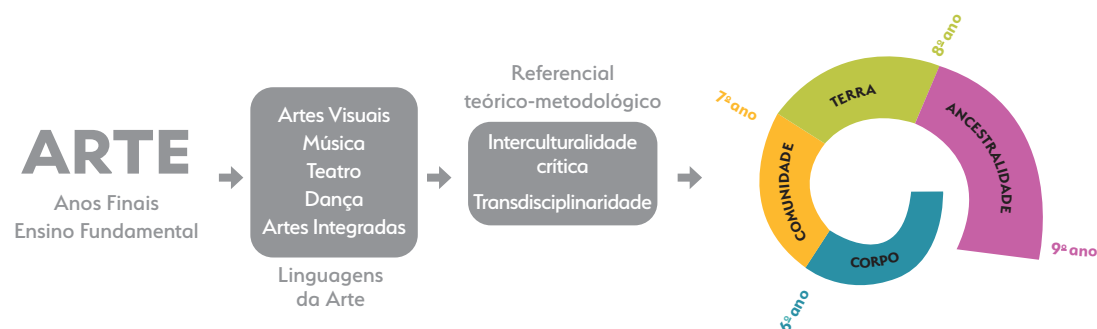 ARTE
Anos Finais
Ensino Fundamental
Artes Visuais
Música
Teatro
Dança
Artes Integradas
Linguagens
da Arte
Referencial
teórico-metodológico
Interculturalidade
crítica
Transdisciplinaridade
6º ano
CORPO
7º ano
COMUNIDADE
8º ano
TERRA
9º ano
ANCESTRALIDADE